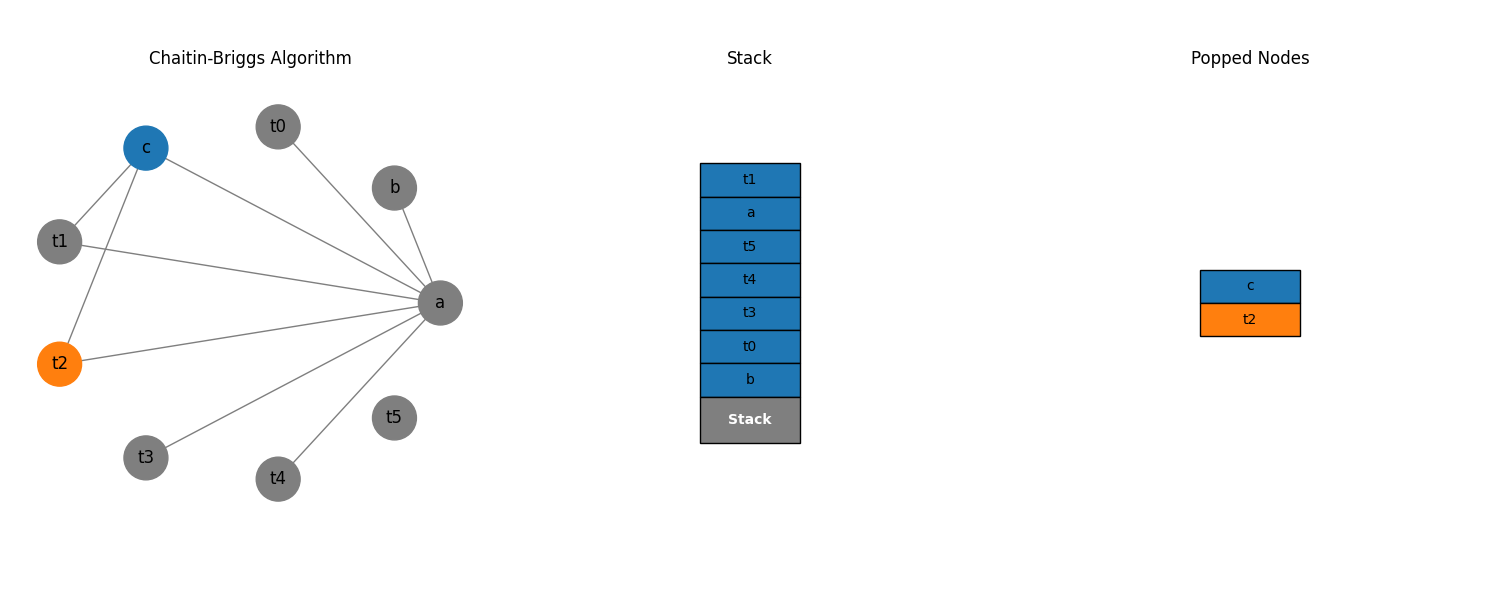 Chaitin-Briggs Algorithm
t0
c
b
t1
a
t2
t5
t3
t4
Stack
t1
a
t5
t4
t3
t0
b
Stack
Popped Nodes
c
t2